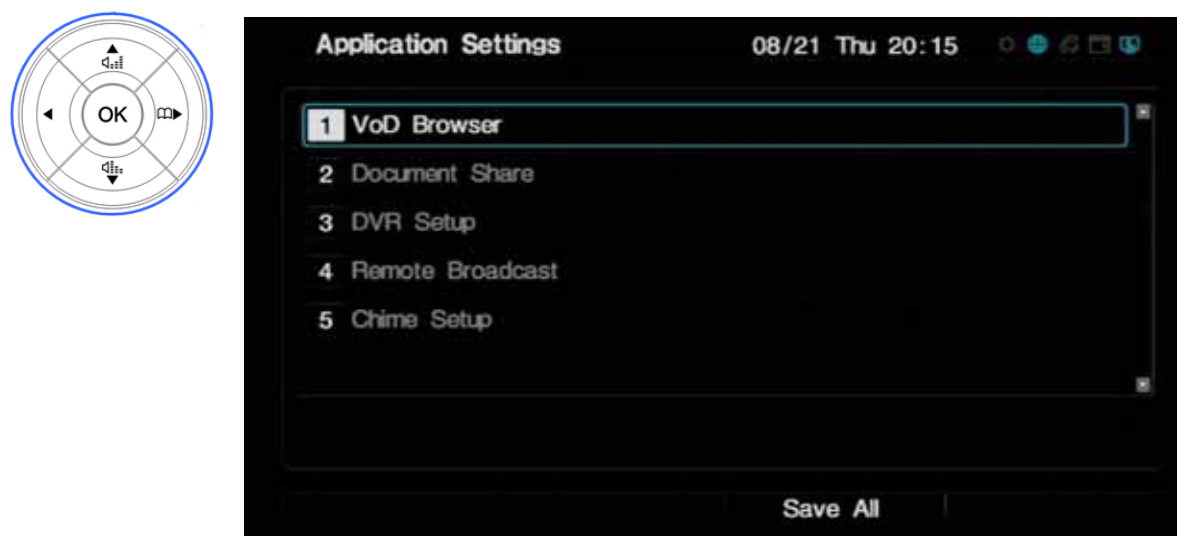 OK
Application Settings 08/21 Thu 20:15
1 VoD Browser
2 Document Share
3 DVR Setup
4 Remote Broadcast
5 Chime Setup
Save All